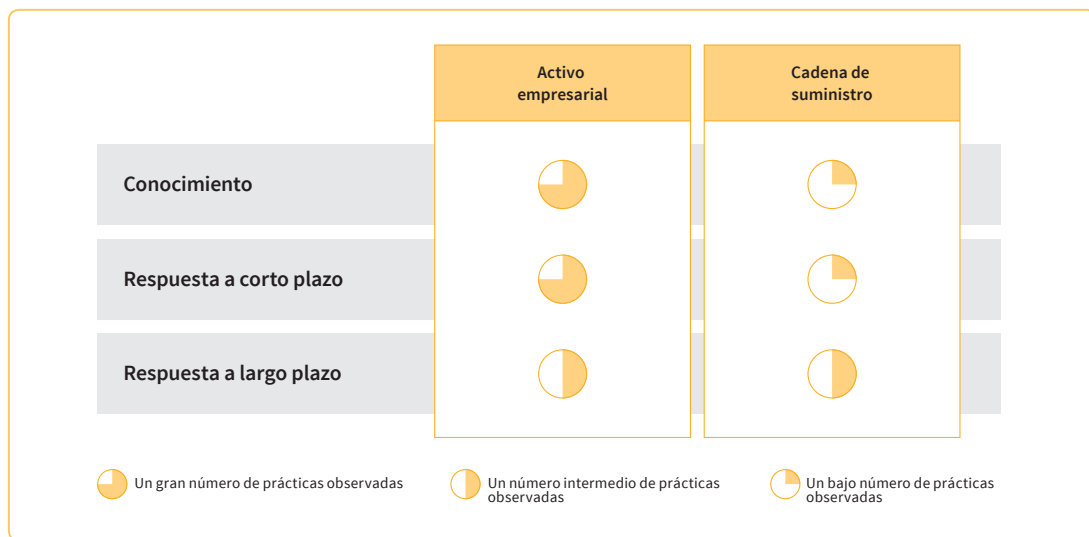 Activo
empresarial
Cadena de
suministro
Conocimiento
Respuesta a corto plazo
Respuesta a largo plazo
Un gran número de prácticas observadas
Un número intermedio de prácticas
observadas
Un bajo número de prácticas
observadas